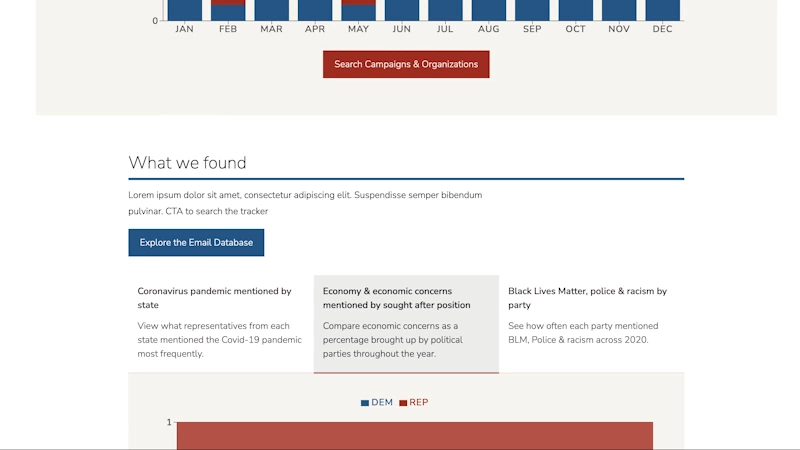 0
JAN FEB MAR APR MAY JUN JUL AUG SEP OCT NOV DEC
Search Campaigns & Organizations
What we found
Lorem ipsum dolor sit amet, consectetur adipiscing elit. Suspendisse semper bibendum
pulvinar. CTA to search the tracker
Explore the Email Database
Coronavirus pandemic mentioned by
state
View what representatives from each
state mentioned the Covid-19 pandemic
most frequently.
Economy & economic concerns
mentioned by sought after position
Compare economic concerns as a
percentage brought up by political
parties throughout the year.
Black Lives Matter, police & racism by
party
See how often each party mentioned
BLM, Police & racism across 2020.
DEM REP
1